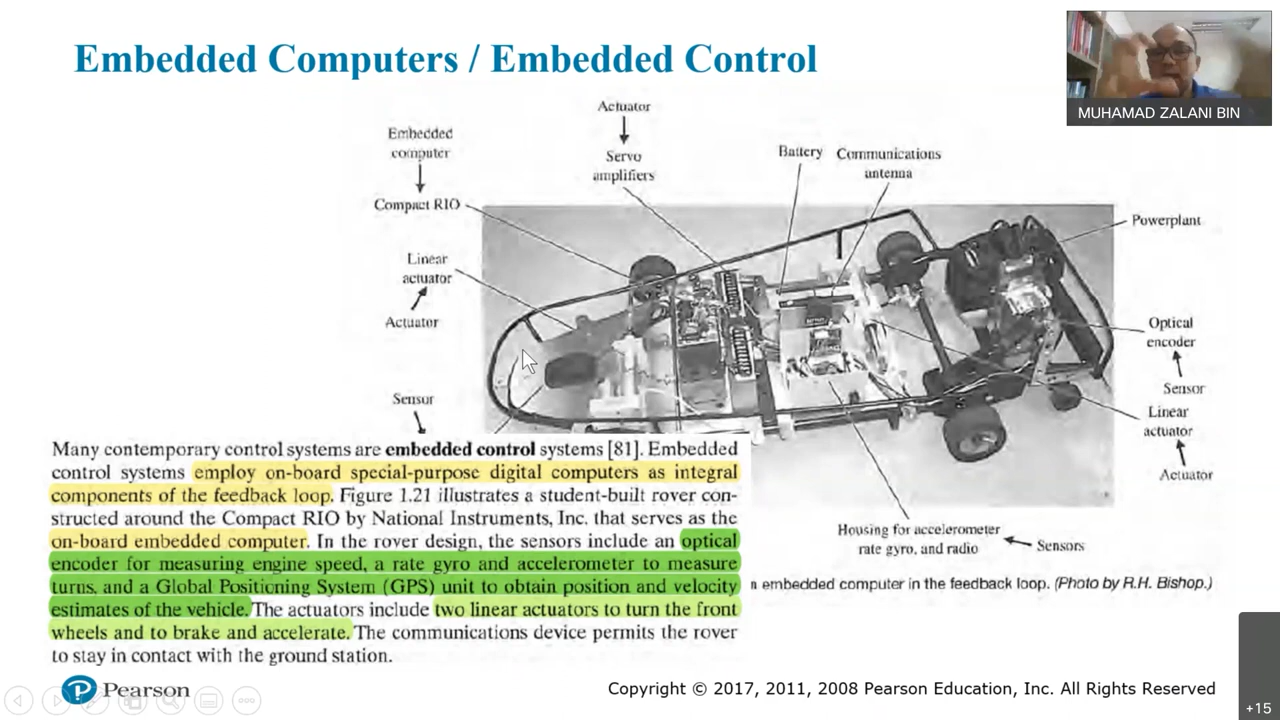 Embedded Computers / Embedded Control
MUHAMAD ZALANI BIN
Actuator
Embedded
computer
Servo
amplifiers
Battery
Communications
antenna
Compact RIO
Powerplant
Linear
actuator
Actuator
Optical
encoder
Sensor
Sensor
Linear
actuator
Actuator
Many contemporary control systems are embedded control systems [81]. Embedded
control systems employ on-board special-purpose digital computers as integral
components of the feedback loop. Figure 1.21 illustrates a student-built rover con-
structed around the Compact RIO by National Instruments, Inc. that serves as the
on-board embedded computer. In the rover design, the sensors include an optical
encoder for measuring engine speed, a rate gyro and accelerometer to measure
turns, and a Global Positioning System (GPS) unit to obtain position and velocity
estimates of the vehicle. The actuators include two linear actuators to turn the front
wheels and to brake and accelerate. The communications device permits the rover
to stay in contact with the ground station.
Housing for accelerometer
rate gyro, and radio
Sensors
n embedded computer in the feedback loop. (Photo by R.H. Bishop.)
Pearson
Copyright © 2017, 2011, 2008 Pearson Education, Inc. All Rights Reserved
+15